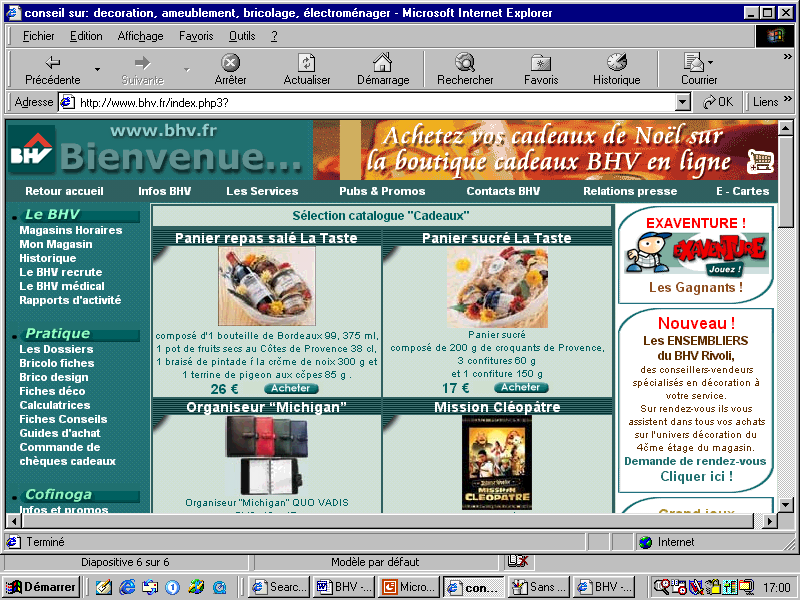 conseil sur: decoration, ameublement, bricolage, électroménager - Microsoft Internet Explorer
Fichier Edition Affichage Favoris Outils ?
Précédente Suivante Arrêter Actualiser Démarrage Rechercher Favoris Historique Courrier »
Adresse http://www.bhv.fr/index.php3? OK Liens »
BHV
www.bhv.fr
Bienvenue...
Achetez vos cadeaux de Noël sur
la boutique cadeaux BHV en ligne
Retour accueil Infos BHV Les Services Pubs & Promos Contacts BHV Relations presse E - Cartes
Le BHV
Magasins Horaires
Mon Magasin
Historique
Le BHV recrute
Le BHV médical
Rapports d'activité
Pratique
Les Dossiers
Bricolo fiches
Brico design
Fiches déco
Calculatrices
Fiches Conseils
Guides d'achat
Commande de
chèques cadeaux
Cofinoga
Infos et promos
Sélection catalogue "Cadeaux"
Panier repas salé La Taste
composé d'1 bouteille de Bordeaux 99, 375 ml,
1 pot de fruits secs au Côtes de Provence 38 cl,
1 braisé de pintade à la crème de noix 300 g et
1 terrine de pigeon aux cèpes 85 g .
26 € Acheter
Panier sucré La Taste
Panier sucré
composé de 200 g de croquants de Provence,
3 confitures 60 g
et 1 confiture 150 g
17 € Acheter
Organiseur “Michigan”
Organiseur "Michigan" QUO VADIS
Mission Cléopâtre
MISSION
CLEOPATRE
EXAVENTURE !
EXAVENTURE
Jouez !
Les Gagnants !
Nouveau !
Les ENSEMBLIERS
du BHV Rivoli,
des conseillers-vendeurs
spécialisés en décoration à
votre service.
Sur rendez-vous ils vous
assistent dans tous vos achats
sur l'univers décoration du
4ème étage du magasin.
Demande de rendez-vous
Cliquer ici !
Grand jeux
Terminé Internet
Diapositive 6 sur 6 Modèle par défaut
Démarrer Searc... BHV -... Micro... con... Sans ... BHV -... 17:00